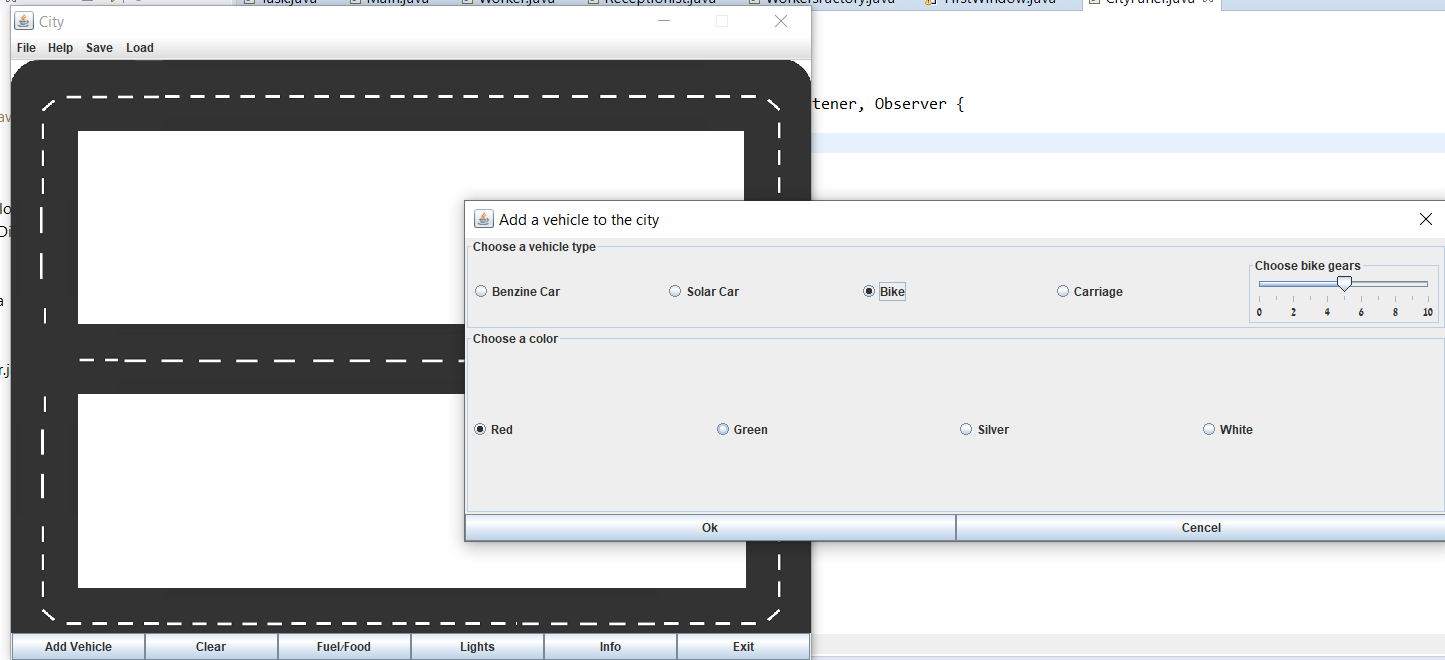 Task.java Main.java Worker.java Receptionist.java WorkersFactory.java FirstWindow.java CityPanel.java
City
File Help Save Load
tener, Observer {
Add a vehicle to the city
Choose a vehicle type
Benzine Car Solar Car Bike Carriage
Choose bike gears
0 2 4 6 8 10
Choose a color
Red Green Silver White
Ok Cencel
Add Vehicle Clear Fuel/Food Lights Info Exit